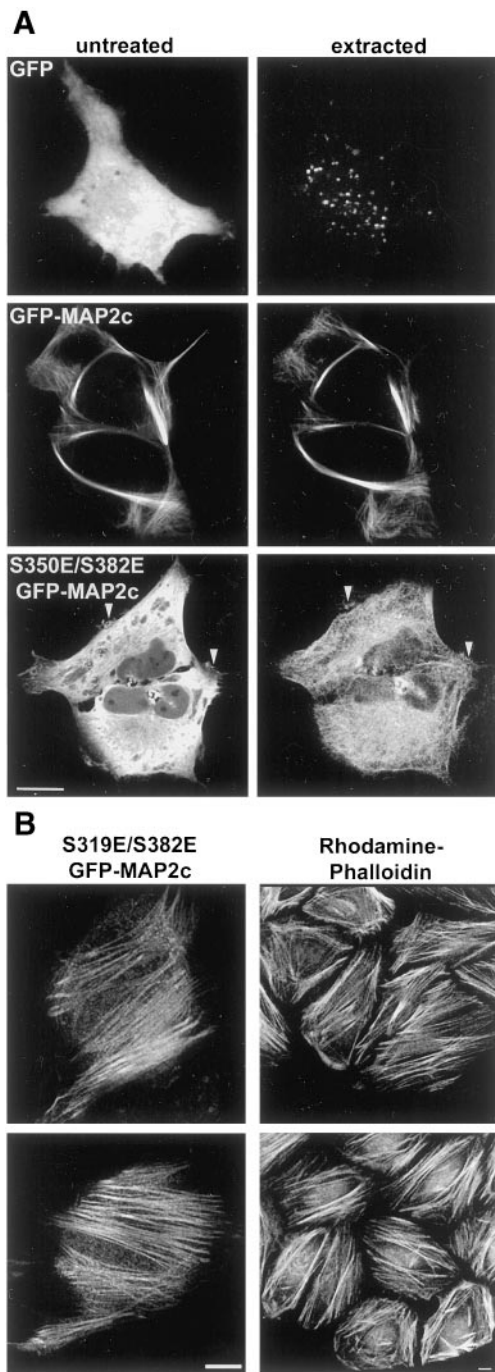 A
untreated
extracted
GFP
GFP-MAP2c
S350E/S382E
GFP-MAP2c
B
S319E/S382E
GFP-MAP2c
Rhodamine-
Phalloidin